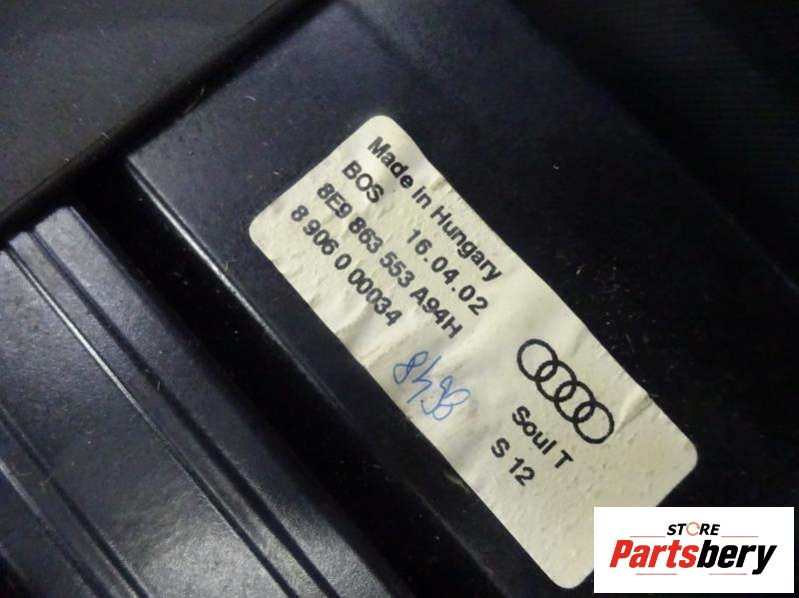 Made in Hungary
BOS 16.04.02
8E9 863 553 A94H
8 906 0 00034
Soul T
S 12
STORE
Partsbery